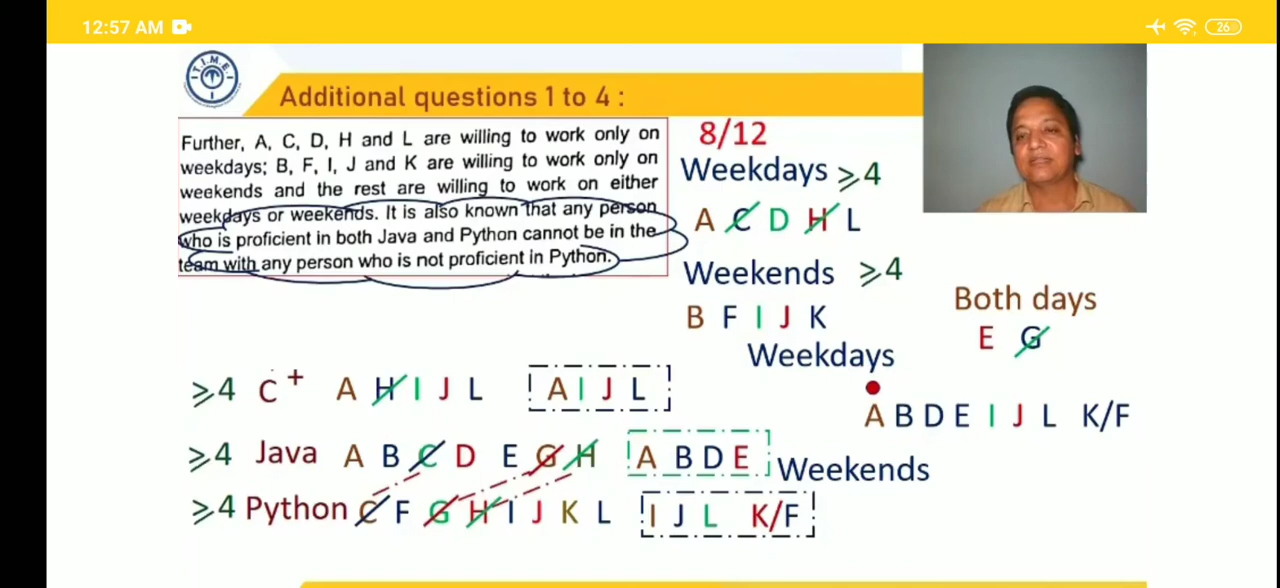 12:57 AM
26
T.I.M.E.
Additional questions 1 to 4 :
Further, A, C, D, H and L are willing to work only on
weekdays; B, F, I, J and K are willing to work only on
weekends and the rest are willing to work on either
weekdays or weekends. It is also known that any person
who is proficient in both Java and Python cannot be in the
team with any person who is not proficient in Python.
8/12
Weekdays ⩾4
A C D H L
Weekends ⩾4
B F I J K
Both days
E G
Weekdays
A B D E I J L K/F
⩾4 C + A H I J L A I J L
⩾4 Java A B C D E G H A B D E
Weekends
⩾4 Python C F G H I J K L I J L K/F